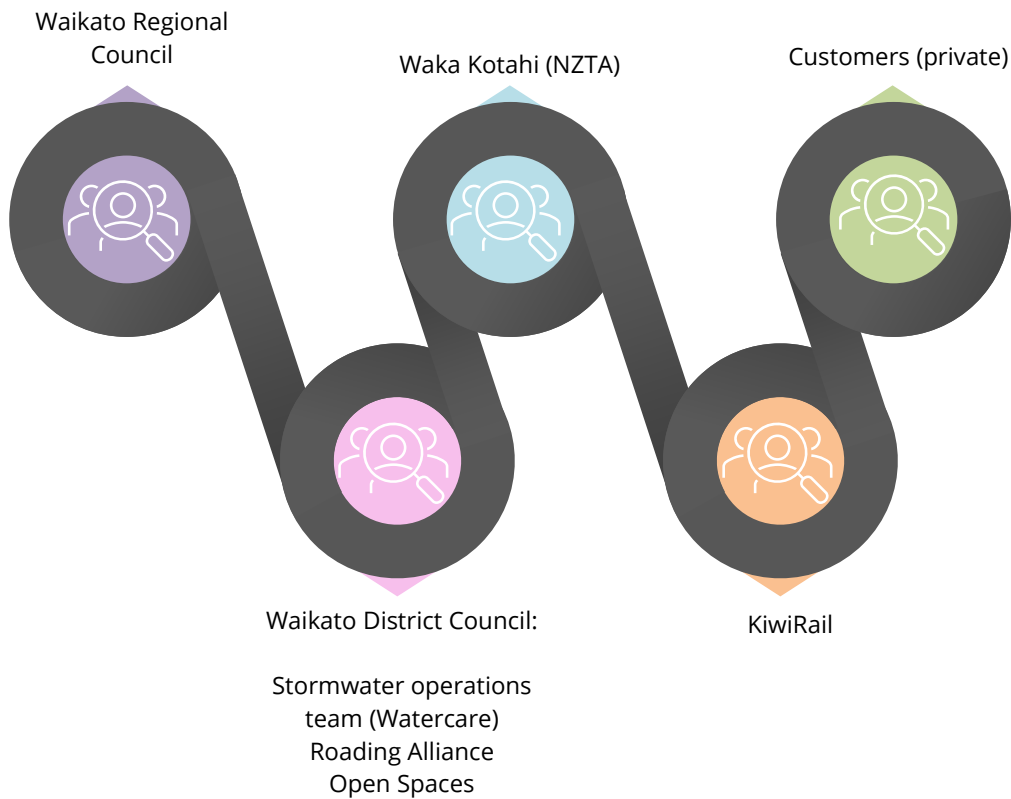 Waikato Regional
Council
Waka Kotahi (NZTA)
Customers (private)
Waikato District Council:
Stormwater operations
team (Watercare)
Roading Alliance
Open Spaces
KiwiRail